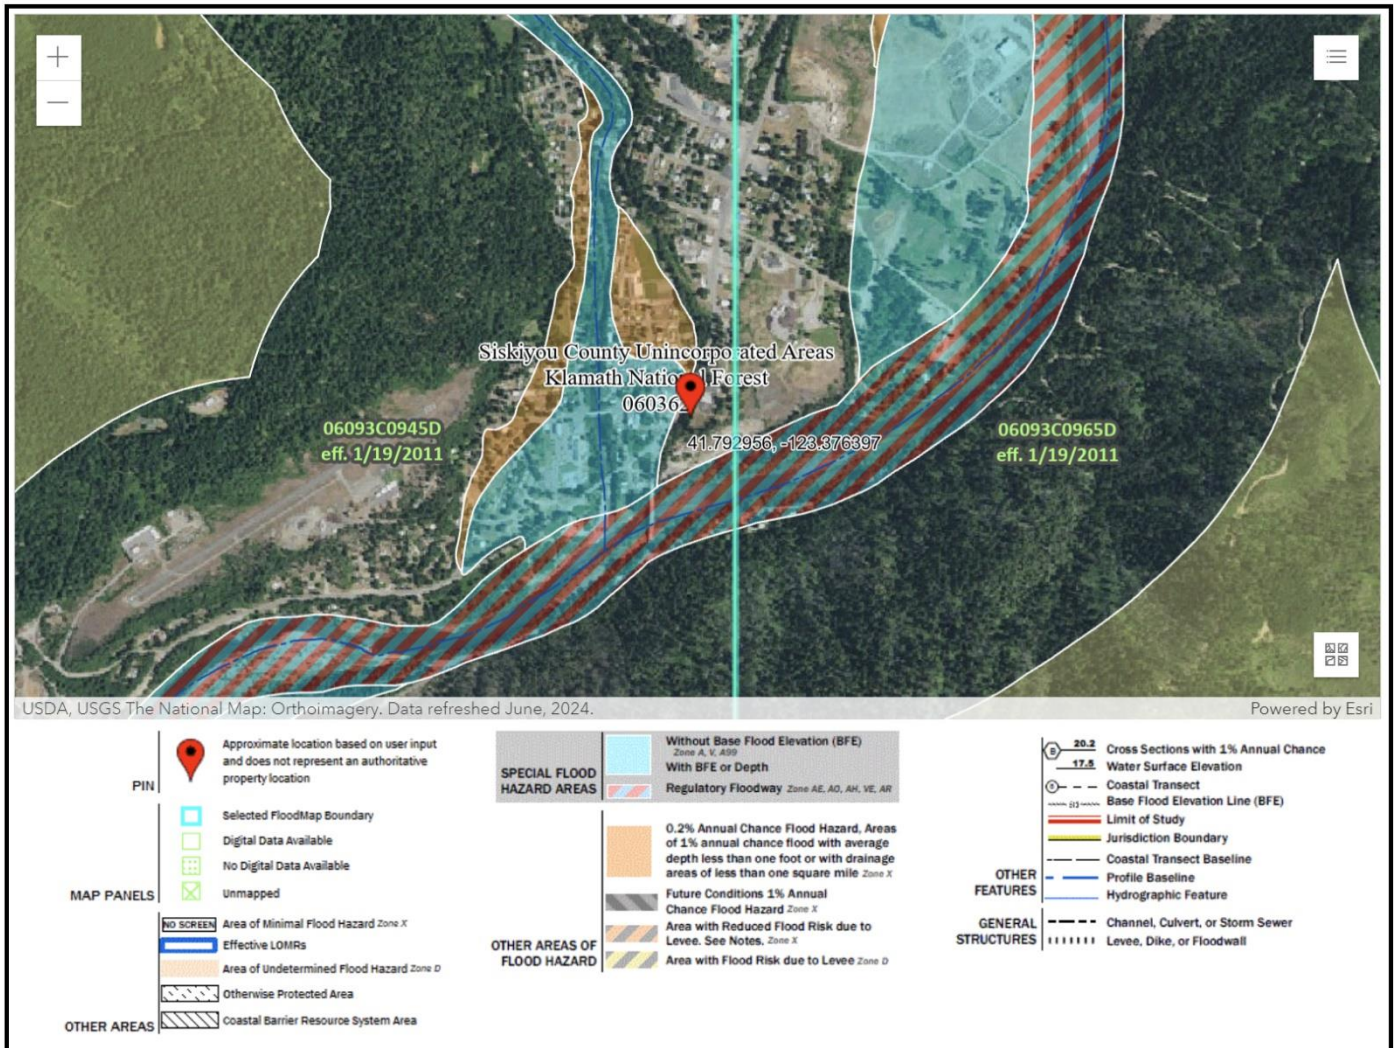 Siskiyou County Unincorporated Areas
Klamath National Forest
060362
41.792956, -123.376397
06093C0945D
eff. 1/19/2011
06093C0965D
eff. 1/19/2011
USDA, USGS The National Map: Orthoimagery. Data refreshed June, 2024.
Powered by Esri
PIN
Approximate location based on user input
and does not represent an authoritative
property location
MAP PANELS
Selected FloodMap Boundary
Digital Data Available
No Digital Data Available
Unmapped
OTHER AREAS
NO SCREEN Area of Minimal Flood Hazard Zone X
Effective LOMRs
Area of Undetermined Flood Hazard Zone D
Otherwise Protected Area
Coastal Barrier Resource System Area
SPECIAL FLOOD
HAZARD AREAS
Without Base Flood Elevation (BFE)
Zone A, V, A99
With BFE or Depth
Regulatory Floodway Zone AE, AO, AH, VE, AR
OTHER AREAS OF
FLOOD HAZARD
0.2% Annual Chance Flood Hazard, Areas
of 1% annual chance flood with average
depth less than one foot or with drainage
areas of less than one square mile Zone X
Future Conditions 1% Annual
Chance Flood Hazard Zone X
Area with Reduced Flood Risk due to
Levee. See Notes. Zone X
Area with Flood Risk due to Levee Zone D
OTHER
FEATURES
B 20.2 Cross Sections with 1% Annual Chance
17.5 Water Surface Elevation
Coastal Transect
513 Base Flood Elevation Line (BFE)
Limit of Study
Jurisdiction Boundary
Coastal Transect Baseline
Profile Baseline
Hydrographic Feature
GENERAL
STRUCTURES
Channel, Culvert, or Storm Sewer
Levee, Dike, or Floodwall